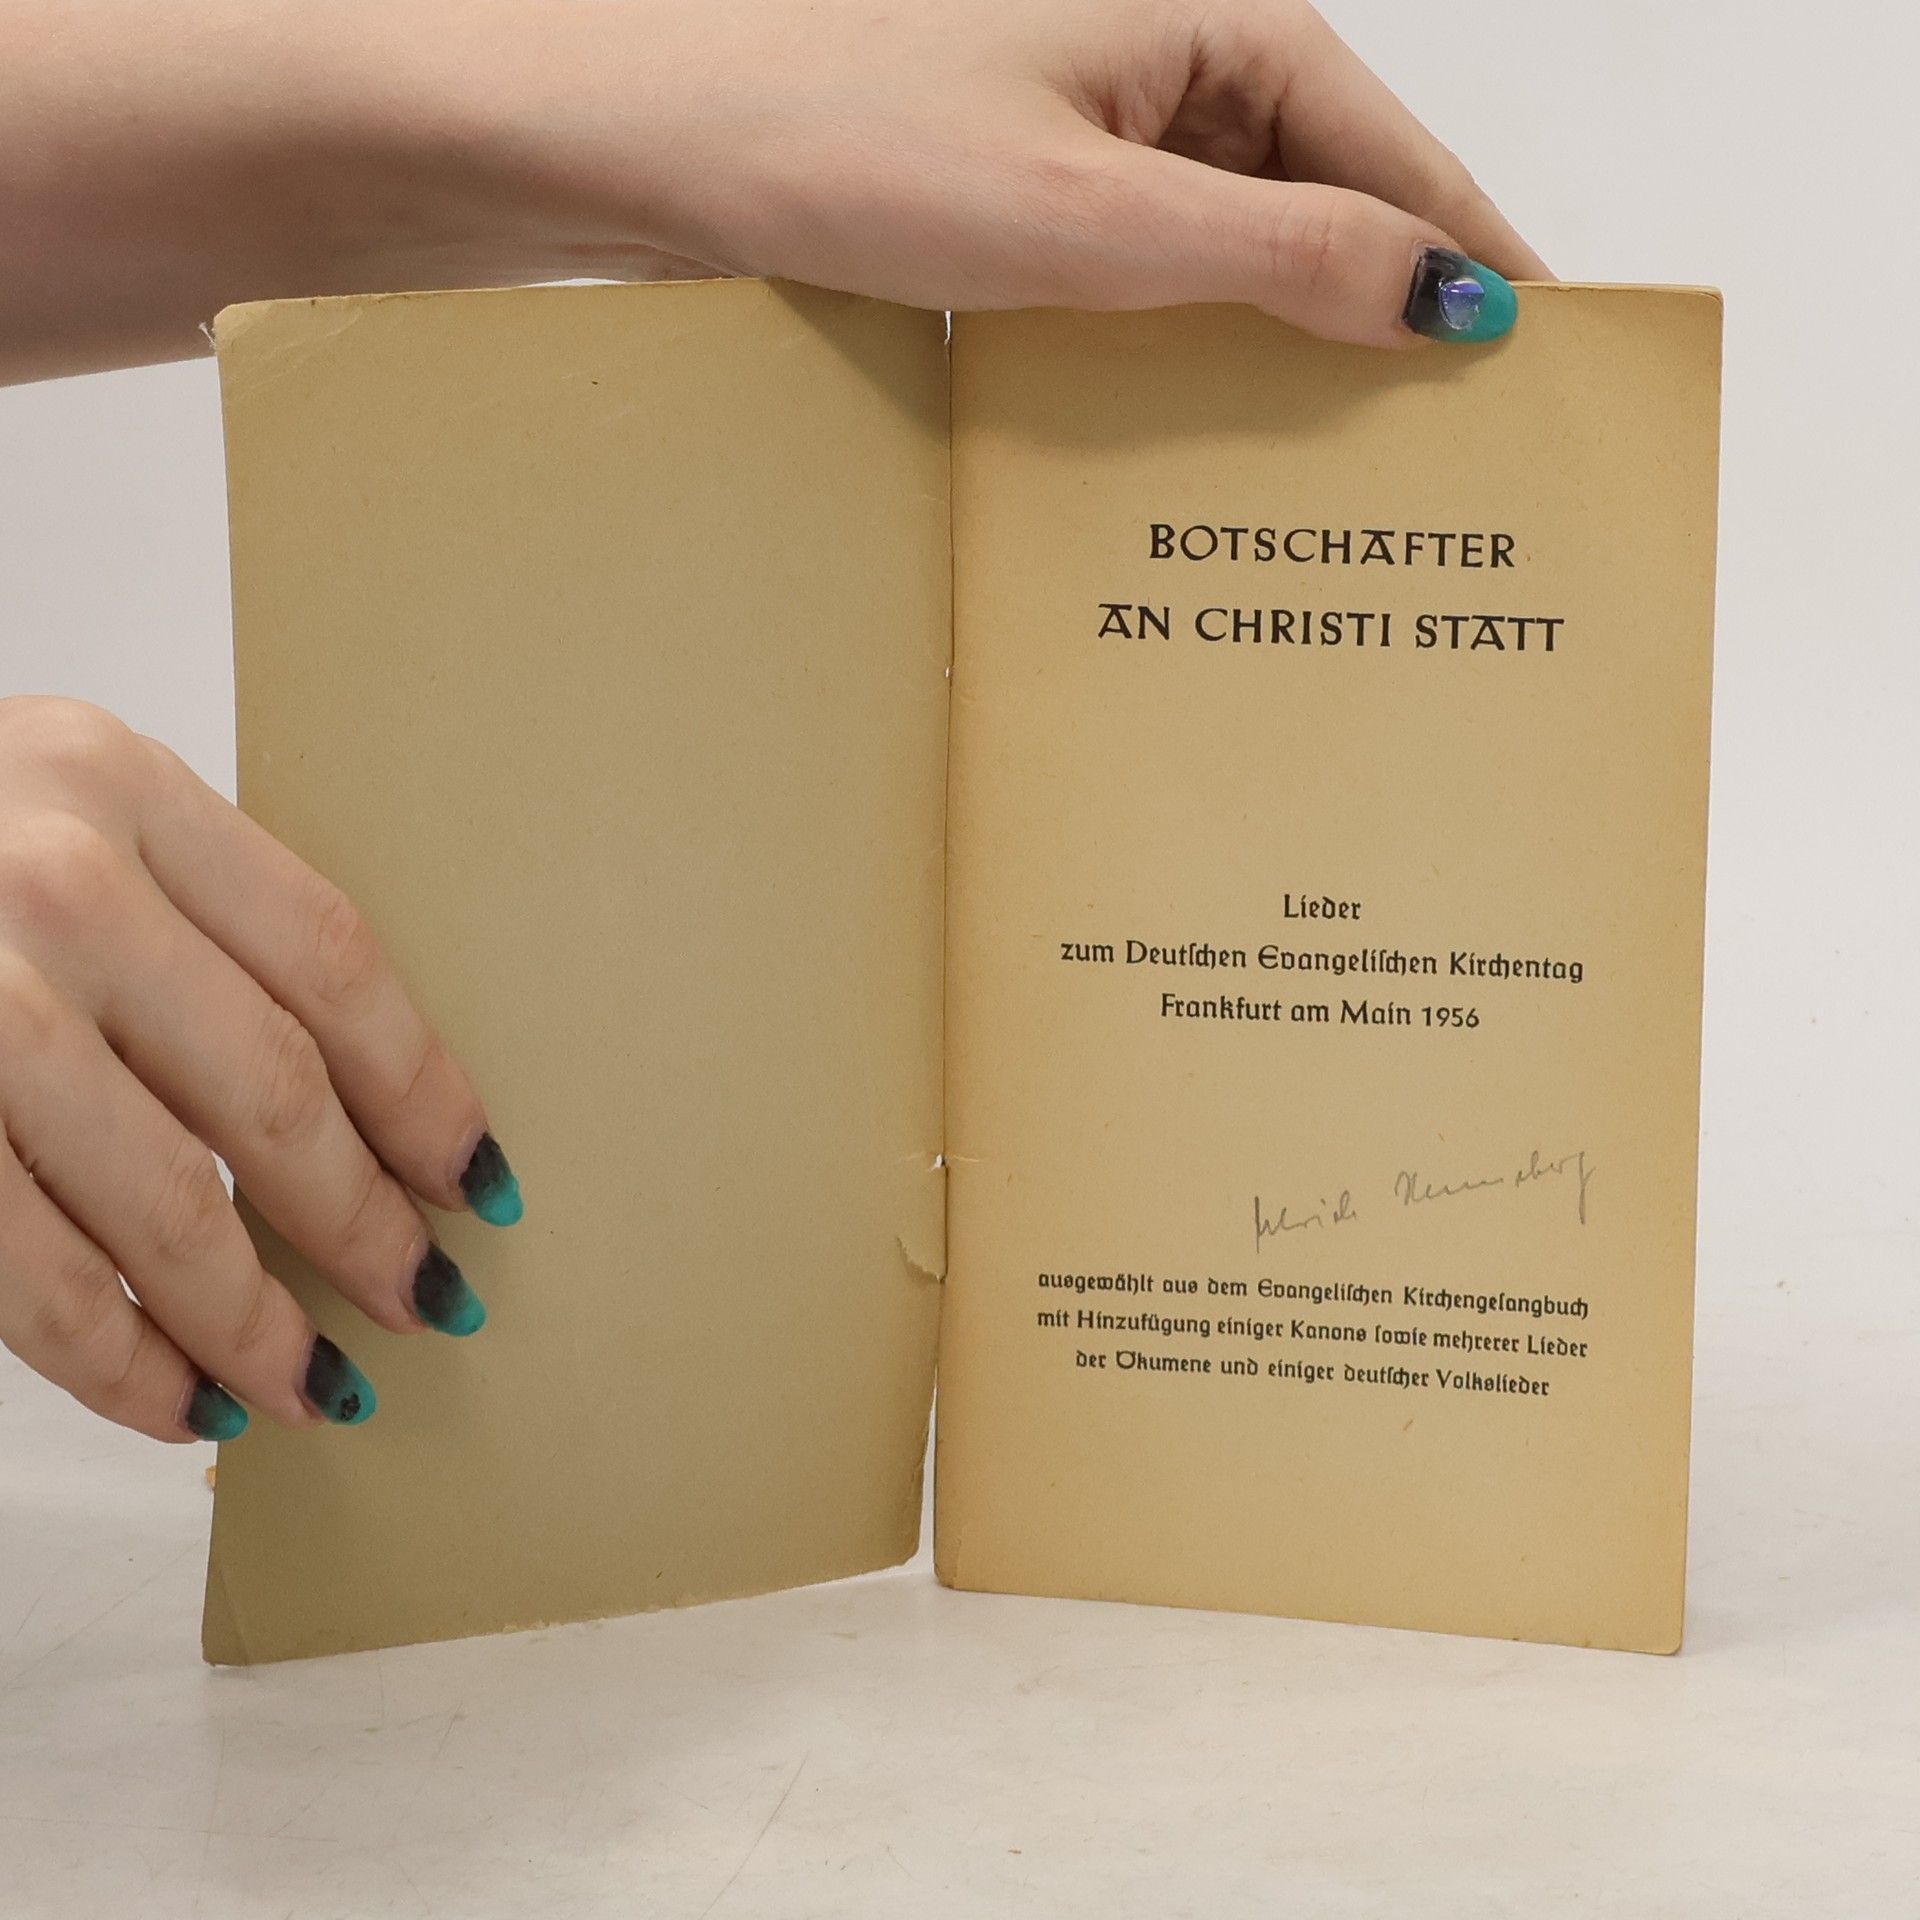 BOTSCHAFTER
AN CHRISTI STATT
Lieder
zum Deutſchen Evangeliſchen Kirchentag
Frankfurt am Main 1956
ausgewählt aus dem Evangeliſchen Kirchengeſangbuch
mit Hinzufügung einiger Kanons ſowie mehrerer Lieder
der Ökumene und einiger deutſcher Volkslieder